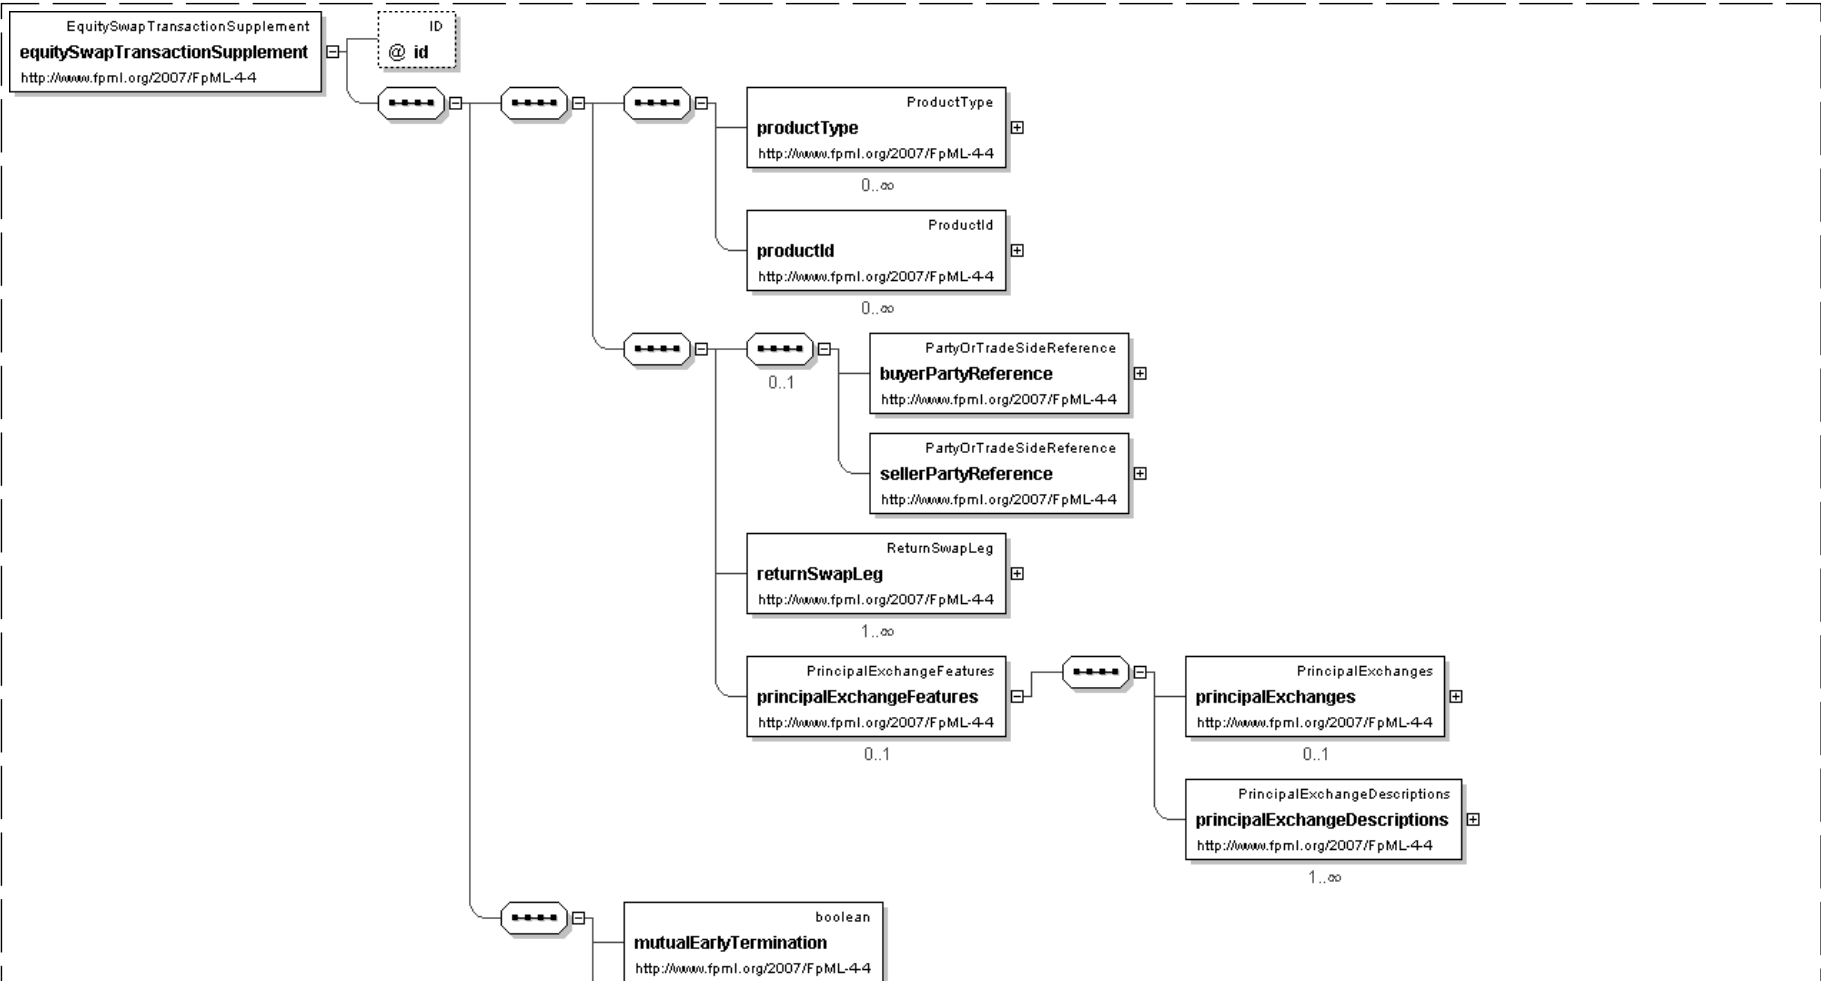 EquitySwapTransactionSupplement
equitySwapTransactionSupplement
http://www.fpml.org/2007/FpML-4-4
ID
@ id
ProductType
productType
http://www.fpml.org/2007/FpML-4-4
0..∞
ProductId
productId
http://www.fpml.org/2007/FpML-4-4
0..∞
0..1
PartyOrTradeSideReference
buyerPartyReference
http://www.fpml.org/2007/FpML-4-4
PartyOrTradeSideReference
sellerPartyReference
http://www.fpml.org/2007/FpML-4-4
ReturnSwapLeg
returnSwapLeg
http://www.fpml.org/2007/FpML-4-4
1..∞
PrincipalExchangeFeatures
principalExchangeFeatures
http://www.fpml.org/2007/FpML-4-4
0..1
PrincipalExchanges
principalExchanges
http://www.fpml.org/2007/FpML-4-4
0..1
PrincipalExchangeDescriptions
principalExchangeDescriptions
http://www.fpml.org/2007/FpML-4-4
1..∞
boolean
mutualEarlyTermination
http://www.fpml.org/2007/FpML-4-4